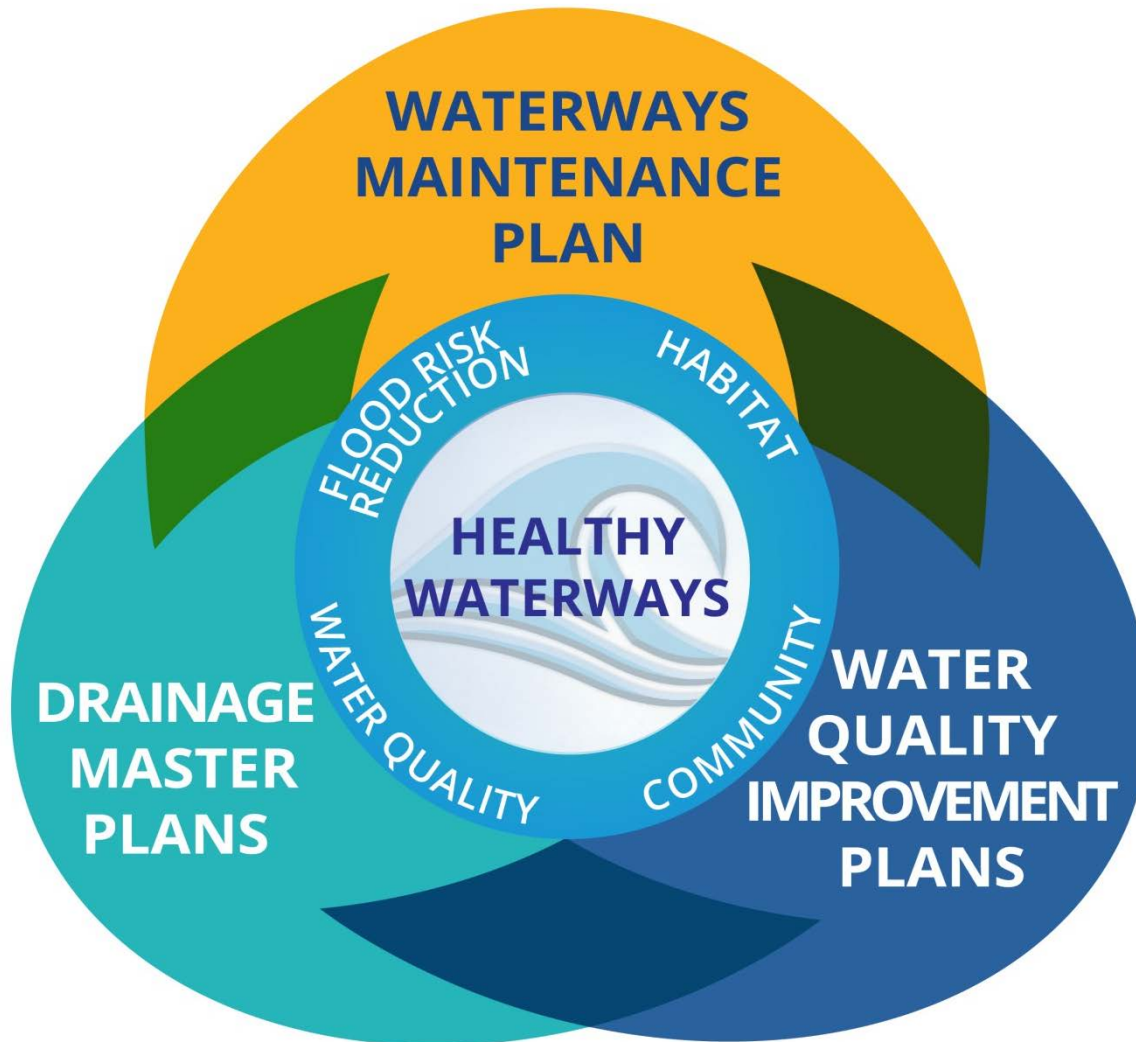 WATERWAYS
MAINTENANCE
PLAN
FLOOD RISK
REDUCTION
HABITAT
HEALTHY
WATERWAYS
WATER QUALITY
COMMUNITY
DRAINAGE
MASTER
PLANS
WATER
QUALITY
IMPROVEMENT
PLANS